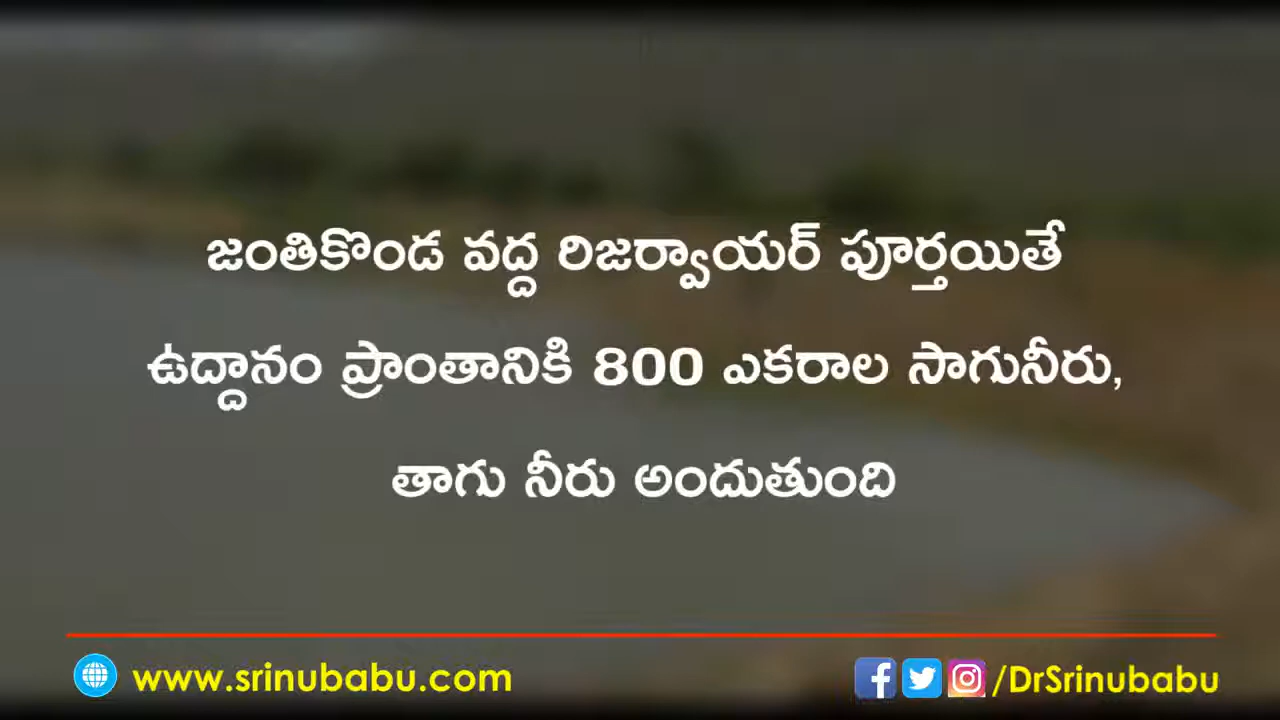 జంతికొండ వద్ద రిజర్వాయర్ పూర్తయితే
ఉద్దానం ప్రాంతానికి 800 ఎకరాల సాగునీరు,
తాగు నీరు అందుతుంది
www.srinubabu.com
/DrSrinubabu